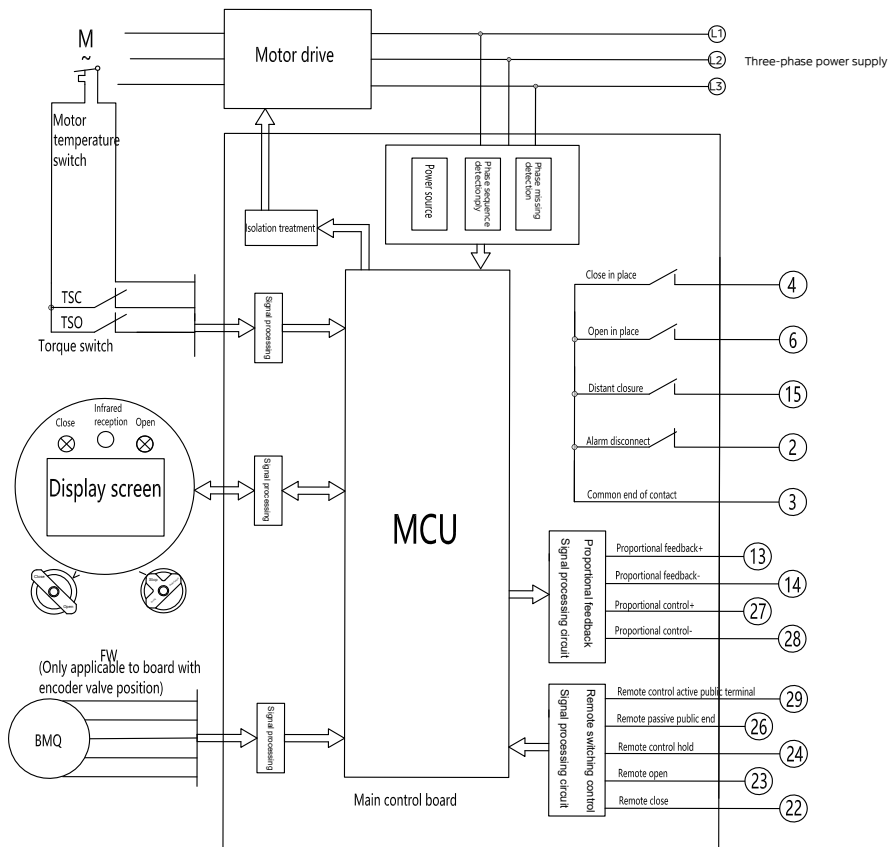 M
~
Motor drive
L1
L2
L3
Three-phase power supply
Motor
temperature
switch
Power source
Phase sequence
detectionply
Phase missing
detection
Isolation treatment
TSC
TSO
Torque switch
Signal processing
Close in place
4
Open in place
6
Distant closure
15
Alarm disconnect
2
Common end of contact
3
Infrared
reception
Close
Open
Display screen
Signal processing
MCU
Close
Open
Stop
Proportional feedback
Signal processing circuit
Proportional feedback+
13
Proportional feedback-
14
Proportional control+
27
Proportional control-
28
FW
(Only applicable to board with
encoder valve position)
BMQ
Signal processing
Main control board
Remote switching control
Signal processing circuit
Remote control active public terminal
29
Remote passive public end
26
Remote control hold
24
Remote open
23
Remote close
22